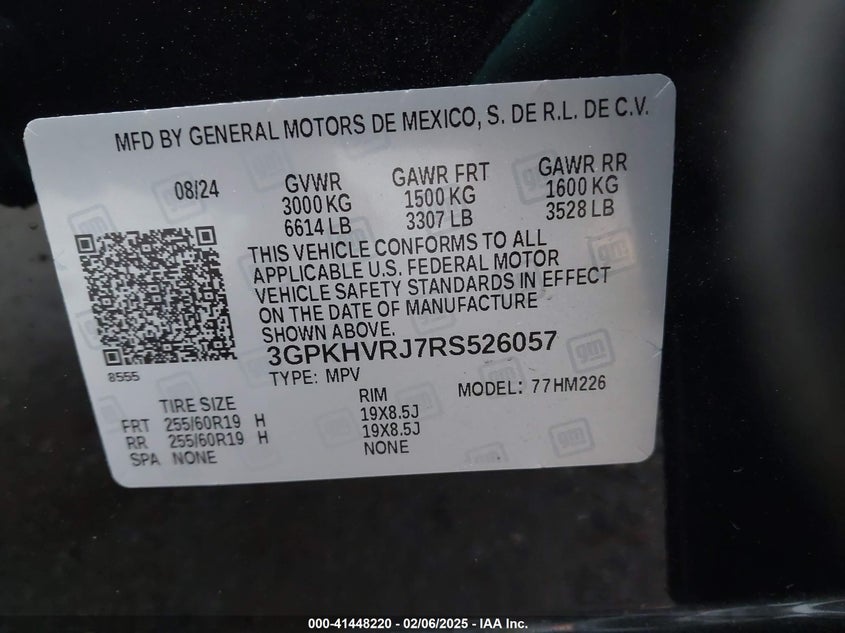 MFD BY GENERAL MOTORS DE MEXICO, S. DE R.L. DE C.V.
08/24
GVWR
3000 KG
6614 LB
GAWR FRT
1500 KG
3307 LB
GAWR RR
1600 KG
3528 LB
THIS VEHICLE CONFORMS TO ALL
APPLICABLE U.S. FEDERAL MOTOR
VEHICLE SAFETY STANDARDS IN EFFECT
ON THE DATE OF MANUFACTURE
SHOWN ABOVE.
3GPKHVRJ7RS526057
8555
TYPE: MPV
MODEL: 77HM226
TIRE SIZE
RIM
FRT 255/60R19 H 19X8.5J
RR 255/60R19 H 19X8.5J
SPA NONE NONE
gm
000-41448220 - 02/06/2025 - IAA Inc.